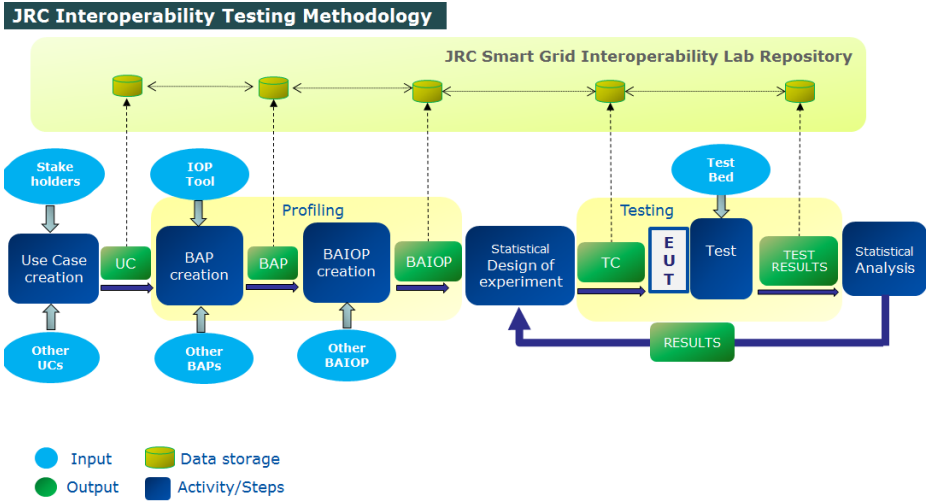 JRC Interoperability Testing Methodology
JRC Smart Grid Interoperability Lab Repository
Stake
holders
IOP
Tool
Test
Bed
Profiling
Testing
Use Case
creation
UC
BAP
creation
BAP
BAIOP
creation
BAIOP
Statistical
Design of
experiment
TC
E
U
T
Test
TEST
RESULTS
Statistical
Analysis
Other
UCs
Other
BAPs
Other
BAIOP
RESULTS
Input
Data storage
Output
Activity/Steps